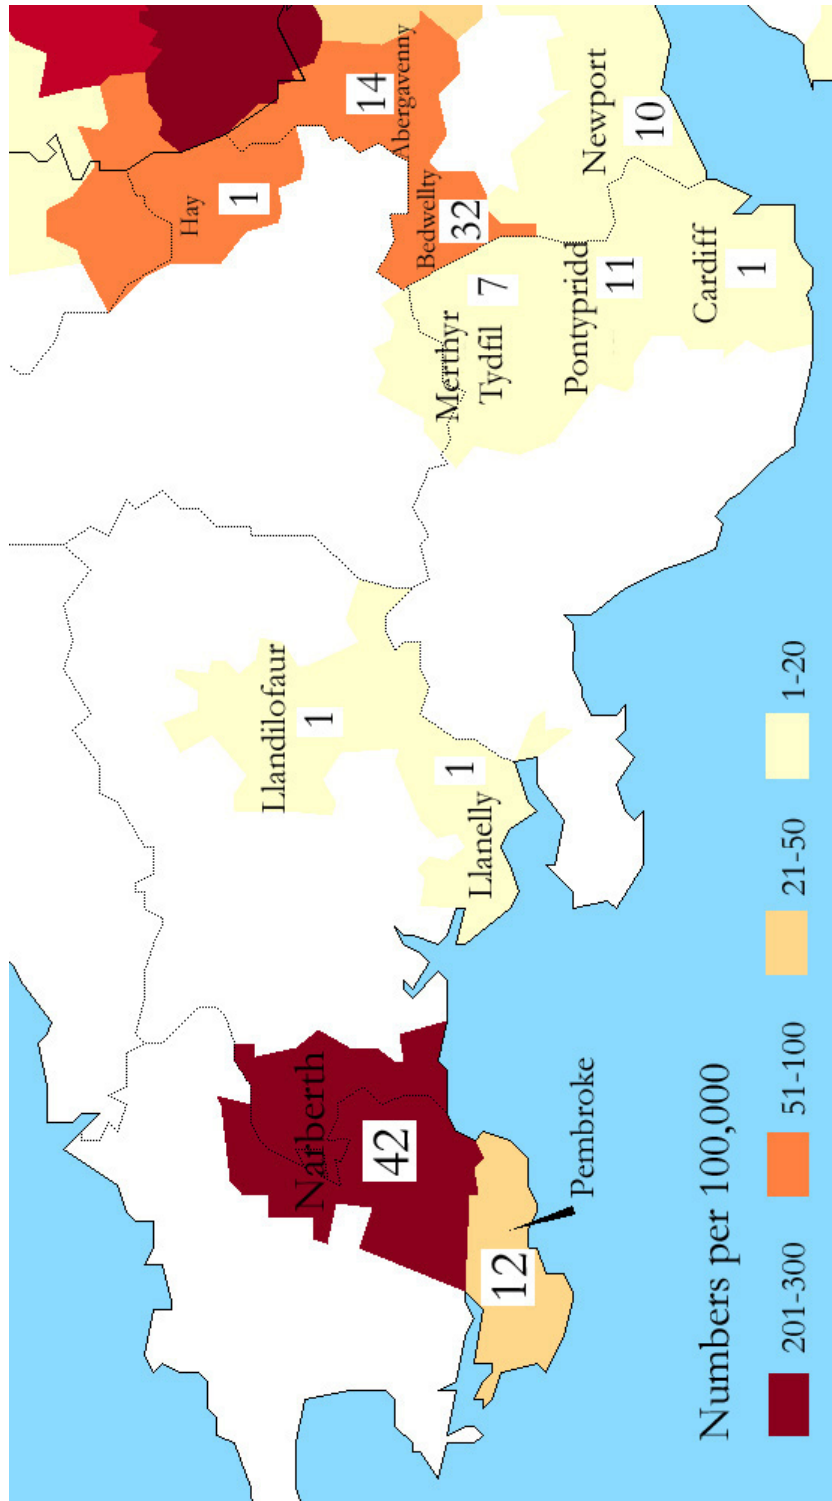 Narberth
42
12
Pembroke
Llandilofaur
1
Llanelly
1
Hay
1
14
Abergavenny
Bedwellty
32
Merthyr
Tydfil
7
Pontypridd
11
Newport
10
Cardiff
1
Numbers per 100,000
201-300
51-100
21-50
1-20